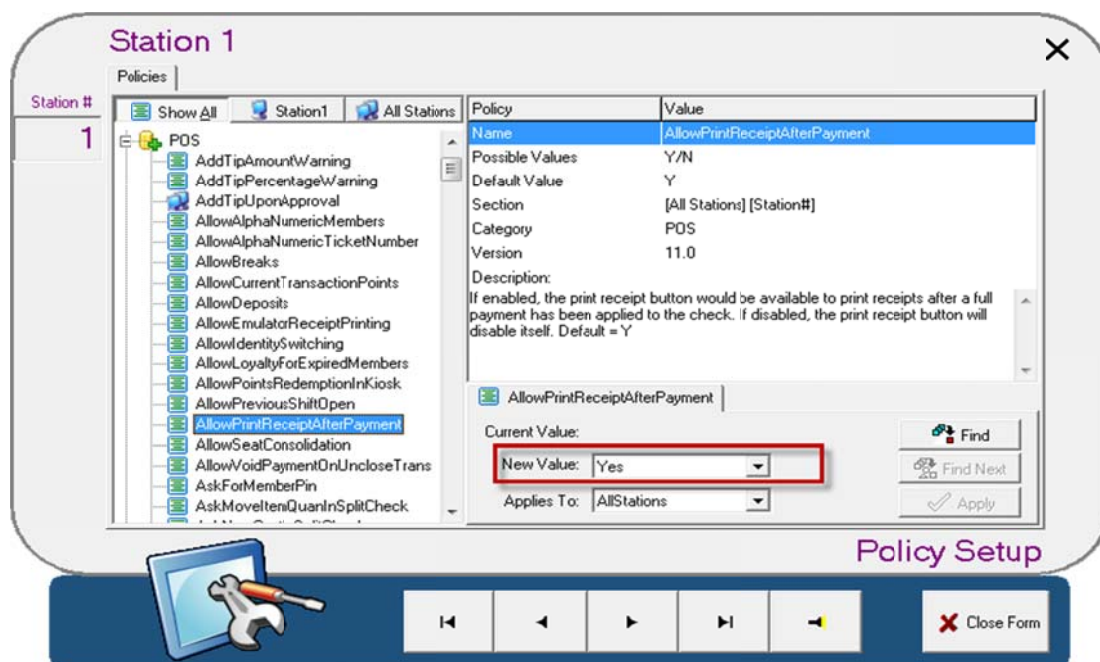 Station 1
Policies
Station #
1
Show All Station1 All Stations
POS
AddTipAmountWarning
AddTipPercentageWarning
AddTipUponApproval
AllowAlphaNumericMembers
AllowAlphaNumericTicketNumber
AllowBreaks
AllowCurrentTransactionPoints
AllowDeposits
AllowEmulatorReceiptPrinting
AllowIdentitySwitching
AllowLoyaltyForExpiredMembers
AllowPointsRedemptionInKiosk
AllowPreviousShiftOpen
AllowPrintReceiptAfterPayment
AllowSeatConsolidation
AllowVoidPaymentOnUncloseTrans
AskForMemberPin
AskMoveItemQuanInSplitCheck
Policy Value
Name AllowPrintReceiptAfterPayment
Possible Values Y/N
Default Value Y
Section [All Stations] [Station#]
Category POS
Version 11.0
Description:
If enabled, the print receipt button would be available to print receipts after a full
payment has been applied to the check. If disabled, the print receipt button will
disable itself. Default = Y
AllowPrintReceiptAfterPayment
Current Value:
New Value: Yes
Applies To: AllStations
Find
Find Next
Apply
Policy Setup
Close Form